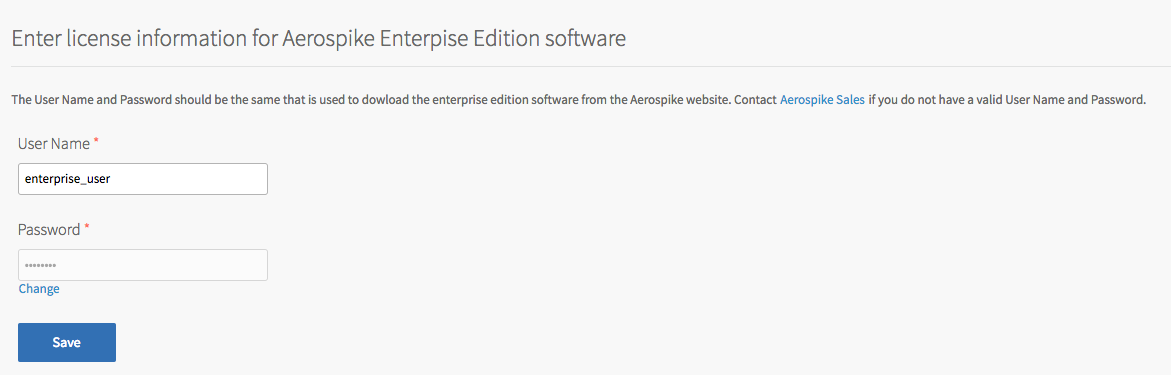 Enter license information for Aerospike Enterpise Edition software
The User Name and Password should be the same that is used to dowload the enterprise edition software from the Aerospike website. Contact Aerospike Sales if you do not have a valid User Name and Password.
User Name *
enterprise_user
Password *
••••••••
Change
Save